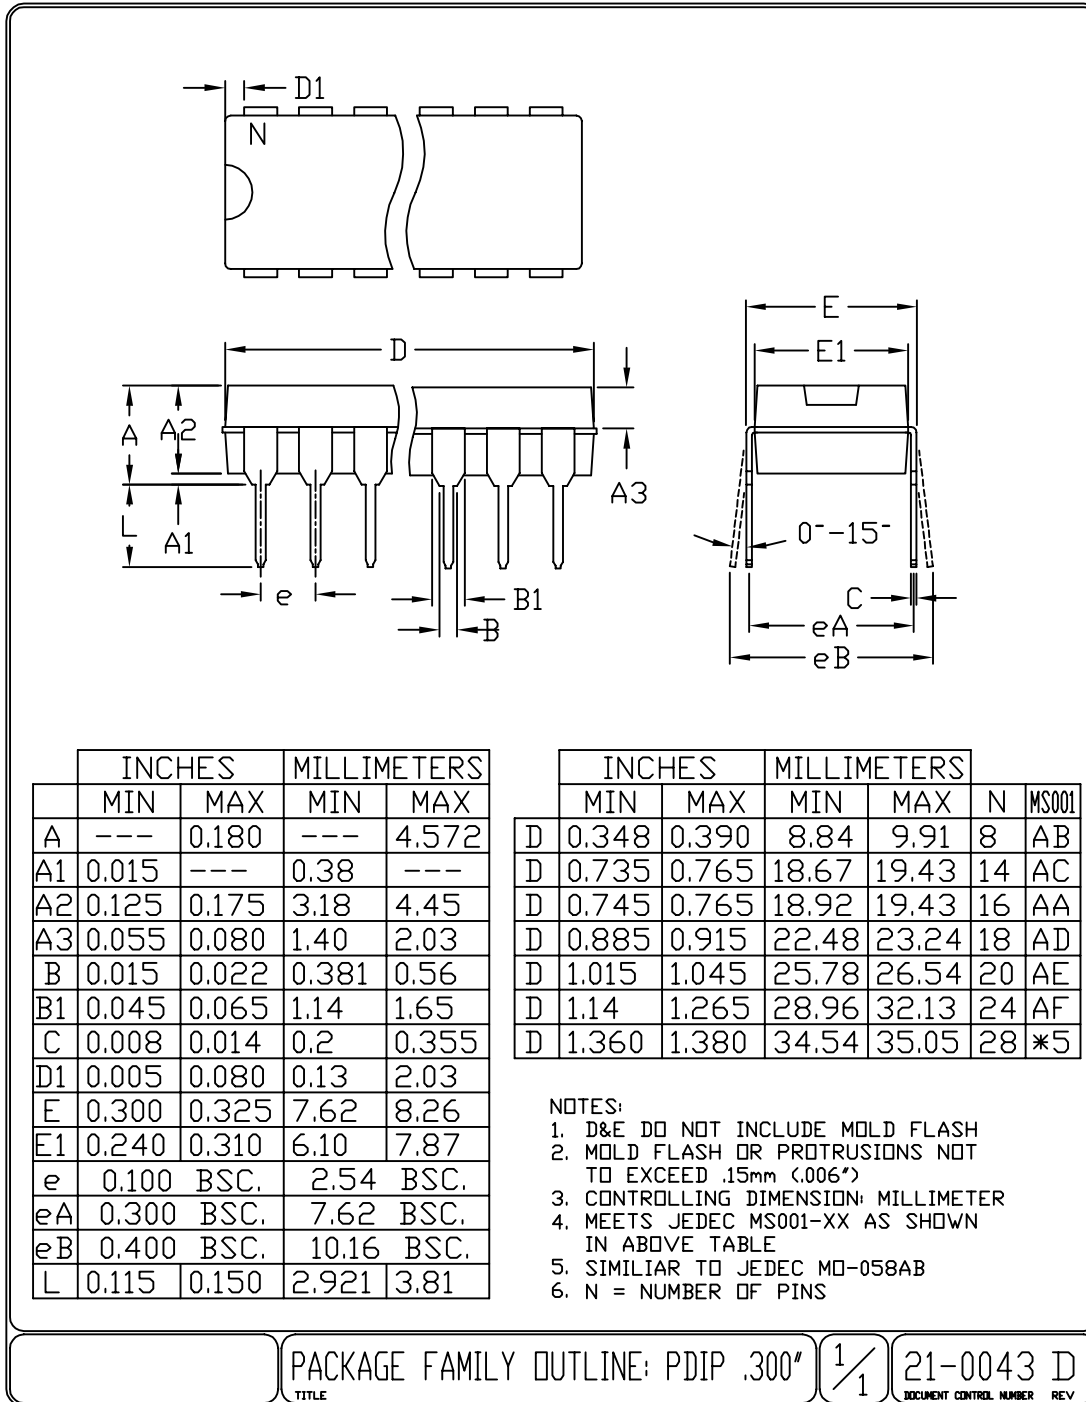 D1
N
E
D
E1
A
A2
A3
L
A1
0°-15°
e
B1
B
C
eA
eB
INCHES MILLIMETERS
MIN MAX MIN MAX
A --- 0.180 --- 4.572
A1 0.015 --- 0.38 ---
A2 0.125 0.175 3.18 4.45
A3 0.055 0.080 1.40 2.03
B 0.015 0.022 0.381 0.56
B1 0.045 0.065 1.14 1.65
C 0.008 0.014 0.2 0.355
D1 0.005 0.080 0.13 2.03
E 0.300 0.325 7.62 8.26
E1 0.240 0.310 6.10 7.87
e 0.100 BSC. 2.54 BSC.
eA 0.300 BSC. 7.62 BSC.
eB 0.400 BSC. 10.16 BSC.
L 0.115 0.150 2.921 3.81
INCHES MILLIMETERS
MIN MAX MIN MAX N MS001
D 0.348 0.390 8.84 9.91 8 AB
D 0.735 0.765 18.67 19.43 14 AC
D 0.745 0.765 18.92 19.43 16 AA
D 0.885 0.915 22.48 23.24 18 AD
D 1.015 1.045 25.78 26.54 20 AE
D 1.14 1.265 28.96 32.13 24 AF
D 1.360 1.380 34.54 35.05 28 *5
NOTES:
1. D&E DO NOT INCLUDE MOLD FLASH
2. MOLD FLASH OR PROTRUSIONS NOT
TO EXCEED .15mm (.006")
3. CONTROLLING DIMENSION: MILLIMETER
4. MEETS JEDEC MS001-XX AS SHOWN
IN ABOVE TABLE
5. SIMILIAR TO JEDEC MO-058AB
6. N = NUMBER OF PINS
PACKAGE FAMILY OUTLINE: PDIP .300"
TITLE
1/1
21-0043 D
DOCUMENT CONTROL NUMBER REV